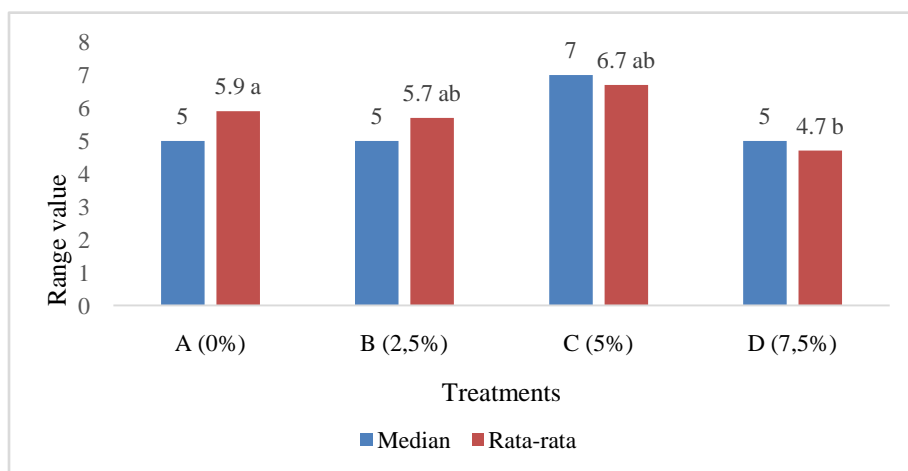 8
7
6
5
4
3
2
1
0
Range value
5
5.9 a
5
5.7 ab
7
6.7 ab
5
4.7 b
A (0%)
B (2,5%)
C (5%)
D (7,5%)
Treatments
Median
Rata-rata